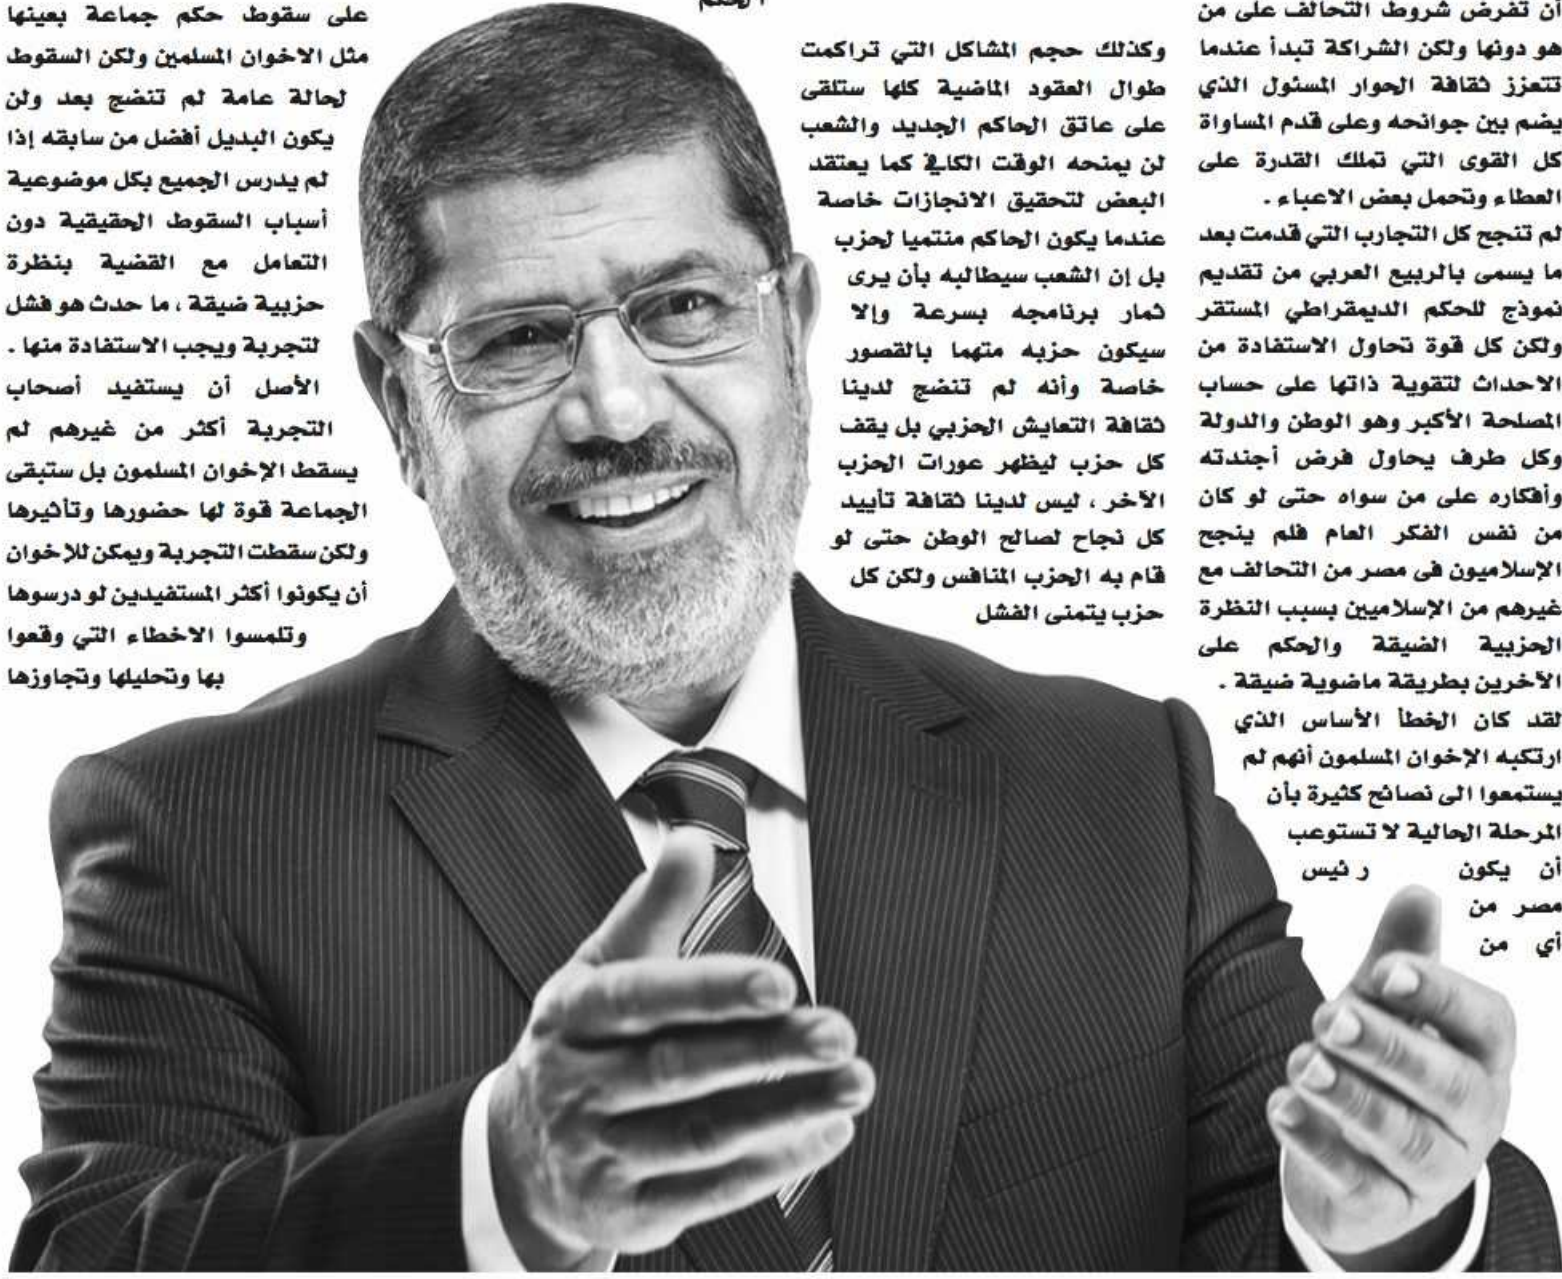 أن تفرض شروط التحالف على من
هو دونها ولكن الشراكة تبدأ عندما
تتعزز ثقافة الحوار المسئول الذي
يضم بين جوانحه وعلى قدم المساواة
كل القوى التي تملك القدرة على
العطاء وتحمل بعض الاعباء .
لم تنجح كل التجارب التي قدمت بعد
ما يسمى بالربيع العربي من تقديم
نموذج للحكم الديمقراطي المستقر
ولكن كل قوة تحاول الاستفادة من
الاحداث لتقوية ذاتها على حساب
المصلحة الأكبر وهو الوطن والدولة
وكل طرف يحاول فرض أجندته
وأفكاره على من سواه حتى لو كان
من نفس الفكر العام فلم ينجح
الإسلاميون فى مصر من التحالف مع
غيرهم من الإسلاميين بسبب النظرة
الحزبية الضيقة والحكم على
الآخرين بطريقة ماضوية ضيقة .
لقد كان الخطأ الأساس الذي
ارتكبه الإخوان المسلمون أنهم لم
يستمعوا الى نصائح كثيرة بأن
المرحلة الحالية لا تستوعب
أن يكون ر ئيس
مصر من
أي من
الحكم
وكذلك حجم المشاكل التي تراكمت
طوال العقود الماضية كلها ستلقى
على عاتق الحاكم الجديد والشعب
لن يمنحه الوقت الكافي كما يعتقد
البعض لتحقيق الانجازات خاصة
عندما يكون الحاكم منتميا لحزب
بل إن الشعب سيطالبه بأن يرى
ثمار برنامجه بسرعة وإلا
سيكون حزبه متهما بالقصور
خاصة وأنه لم تنضج لدينا
ثقافة التعايش الحزبي بل يقف
كل حزب ليظهر عورات الحزب
الآخر ، ليس لدينا ثقافة تأييد
كل نجاح لصالح الوطن حتى لو
قام به الحزب المنافس ولكن كل
حزب يتمنى الفشل
على سقوط حكم جماعة بعينها
مثل الاخوان المسلمين ولكن السقوط
لحالة عامة لم تنضج بعد ولن
يكون البديل أفضل من سابقه إذا
لم يدرس الجميع بكل موضوعية
أسباب السقوط الحقيقية دون
التعامل مع القضية بنظرة
حزبية ضيقة ، ما حدث هو فشل
لتجربة ويجب الاستفادة منها .
الأصل أن يستفيد أصحاب
التجربة أكثر من غيرهم لم
يسقط الإخوان المسلمون بل ستبقى
الجماعة قوة لها حضورها وتأثيرها
ولكن سقطت التجربة ويمكن للإخوان
أن يكونوا أكثر المستفيدين لو درسوها
وتلمسوا الاخطاء التي وقعوا
بها وتحليلها وتجاوزها